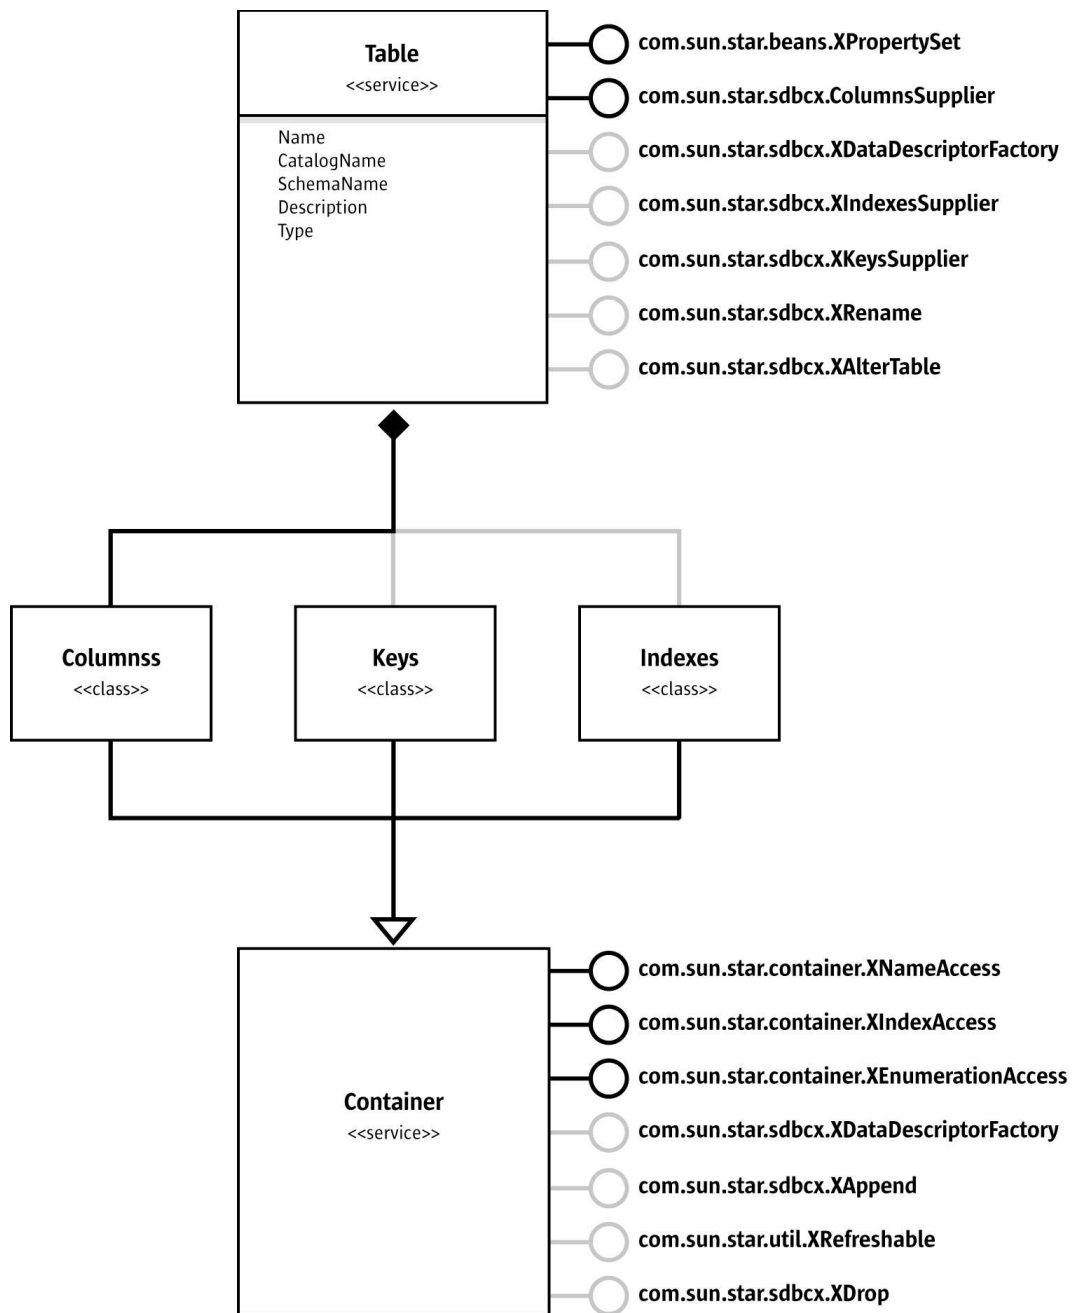 Table
<<service>>
Name
CatalogName
SchemaName
Description
Type
com.sun.star.beans.XPropertySet
com.sun.star.sdbcx.ColumnsSupplier
com.sun.star.sdbcx.XDataDescriptorFactory
com.sun.star.sdbcx.XIndexesSupplier
com.sun.star.sdbcx.XKeysSupplier
com.sun.star.sdbcx.XRename
com.sun.star.sdbcx.XAlterTable
Columnss
<<class>>
Keys
<<class>>
Indexes
<<class>>
Container
<<service>>
com.sun.star.container.XNameAccess
com.sun.star.container.XIndexAccess
com.sun.star.container.XEnumerationAccess
com.sun.star.sdbcx.XDataDescriptorFactory
com.sun.star.sdbcx.XAppend
com.sun.star.util.XRefreshable
com.sun.star.sdbcx.XDrop